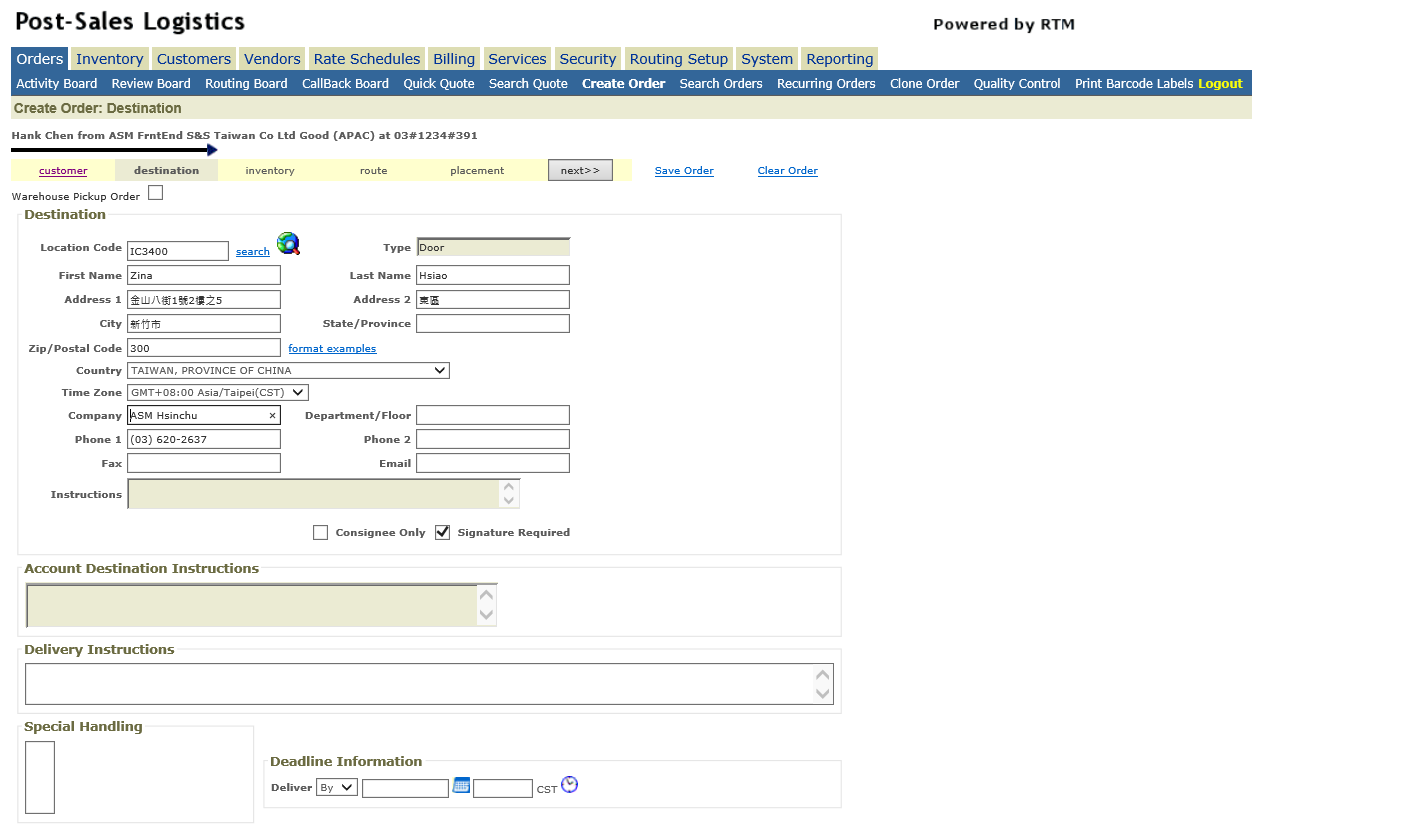 Post-Sales Logistics
Powered by RTM
Orders Inventory Customers Vendors Rate Schedules Billing Services Security Routing Setup System Reporting
Activity Board Review Board Routing Board CallBack Board Quick Quote Search Quote Create Order Search Orders Recurring Orders Clone Order Quality Control Print Barcode Labels Logout
Create Order: Destination
Hank Chen from ASM FrntEnd S&S Taiwan Co Ltd Good (APAC) at 03#1234#391
customer destination inventory route placement next>> Save Order Clear Order
Warehouse Pickup Order
Destination
Location Code IC3400 search Type Door
First Name Zina Last Name Hsiao
Address 1 金山八街1號2樓之5 Address 2 東區
City 新竹市 State/Province
Zip/Postal Code 300 format examples
Country TAIWAN, PROVINCE OF CHINA
Time Zone GMT+08:00 Asia/Taipei(CST)
Company ASM Hsinchu × Department/Floor
Phone 1 (03) 620-2637 Phone 2
Fax Email
Instructions
Consignee Only Signature Required
Account Destination Instructions
Delivery Instructions
Special Handling
Deadline Information
Deliver By CST